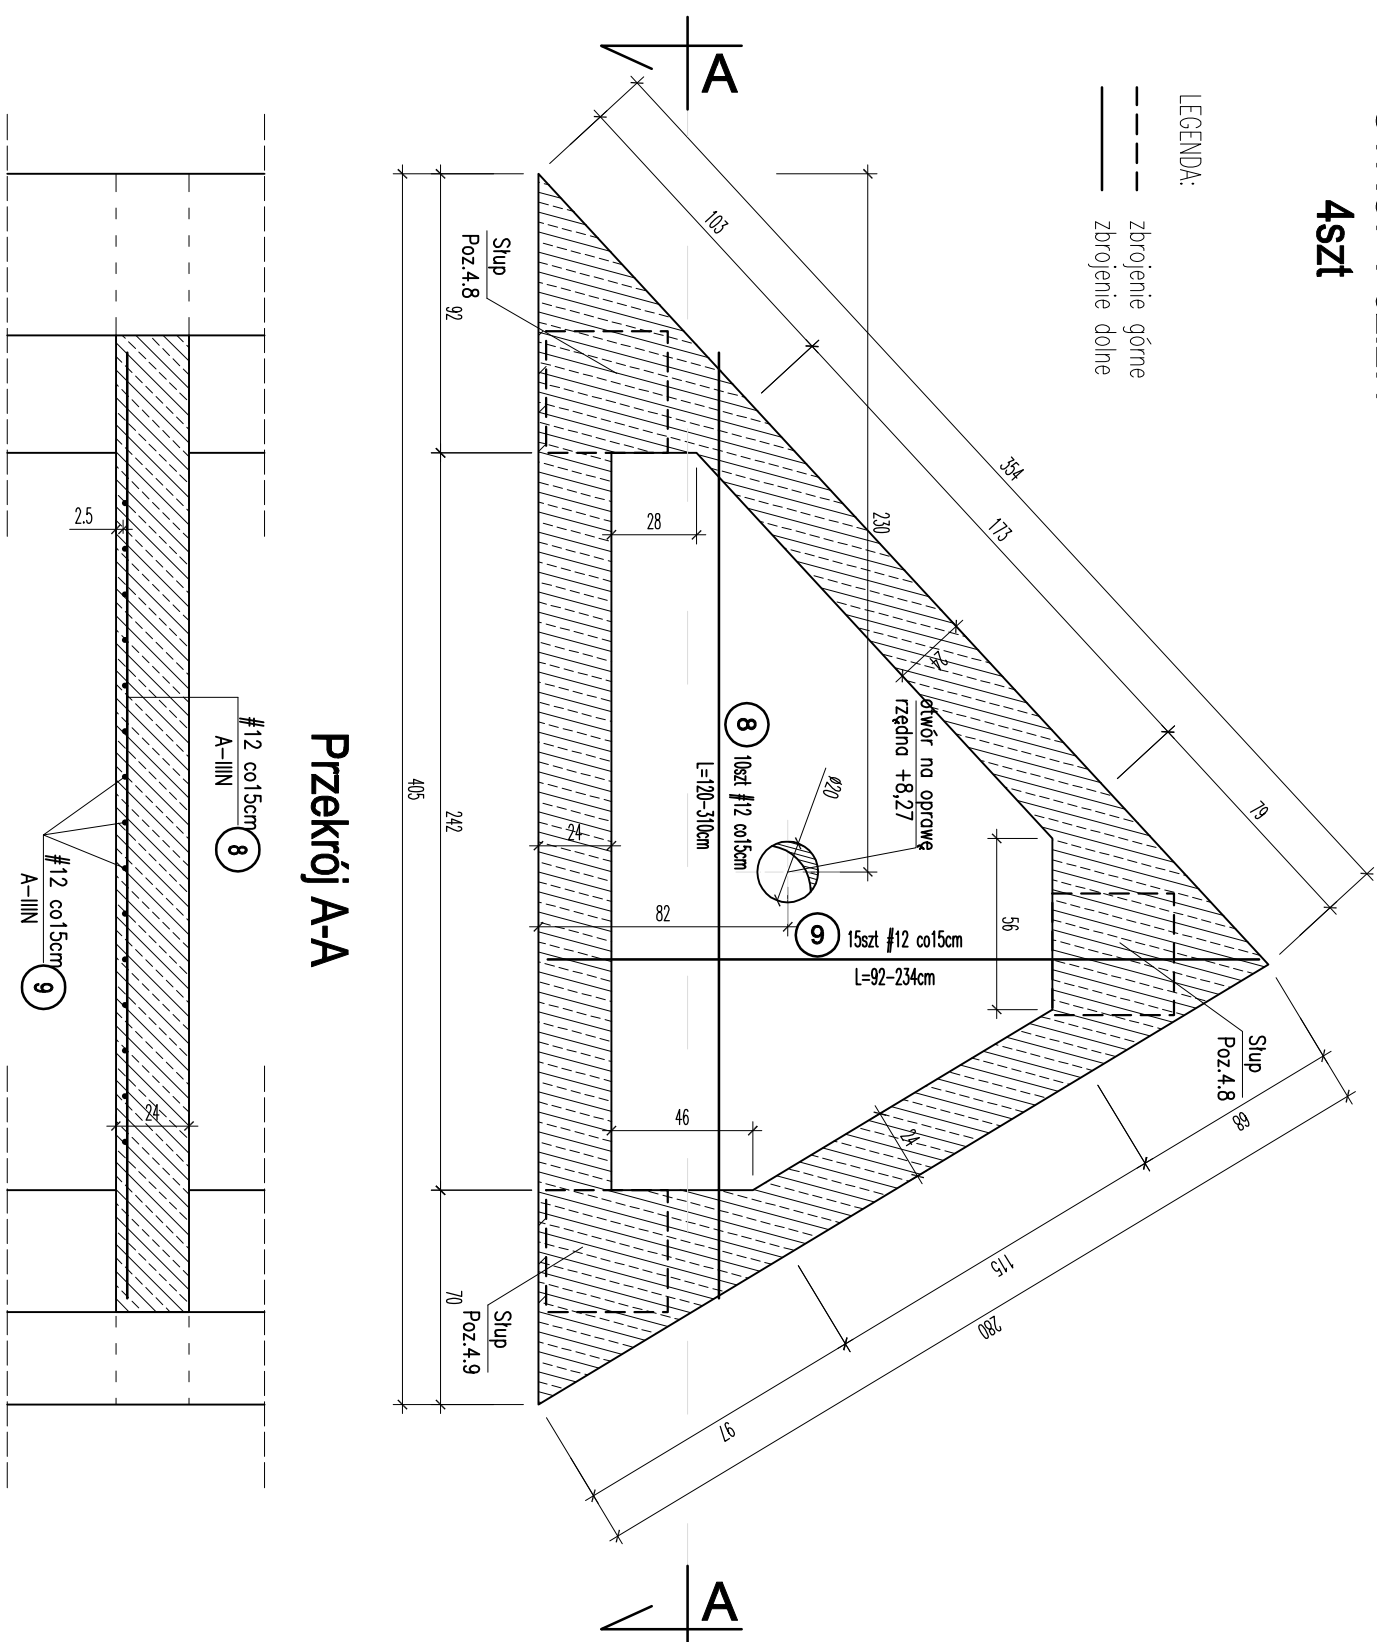 4szt
LEGENDA:
zbrojenie górne
zbrojenie dolne
A
103
173
79
354
230
Słup
Poz.4.8
92
28
24
otwór na oprawę
rzędna +8,27
8
10szt #12 co15cm
L=120-310cm
ø20
56
24
82
9
15szt #12 co15cm
L=92-234cm
Słup
Poz.4.8
405
242
46
24
68
115
280
97
70
Słup
Poz.4.9
A
Przekrój A-A
2.5
#12 co15cm
A-IIIN
8
#12 co15cm
A-IIIN
9
24